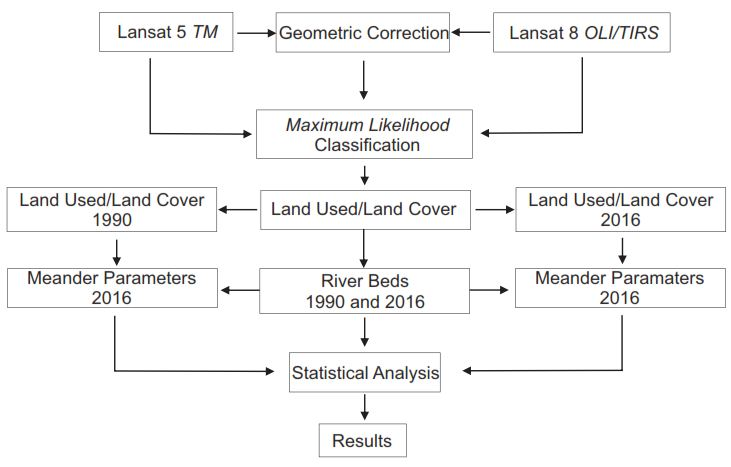 Lansat 5 TM
Geometric Correction
Lansat 8 OLI/TIRS
Maximum Likelihood
Classification
Land Used/Land Cover
1990
Land Used/Land Cover
Land Used/Land Cover
2016
Meander Parameters
2016
River Beds
1990 and 2016
Meander Paramaters
2016
Statistical Analysis
Results